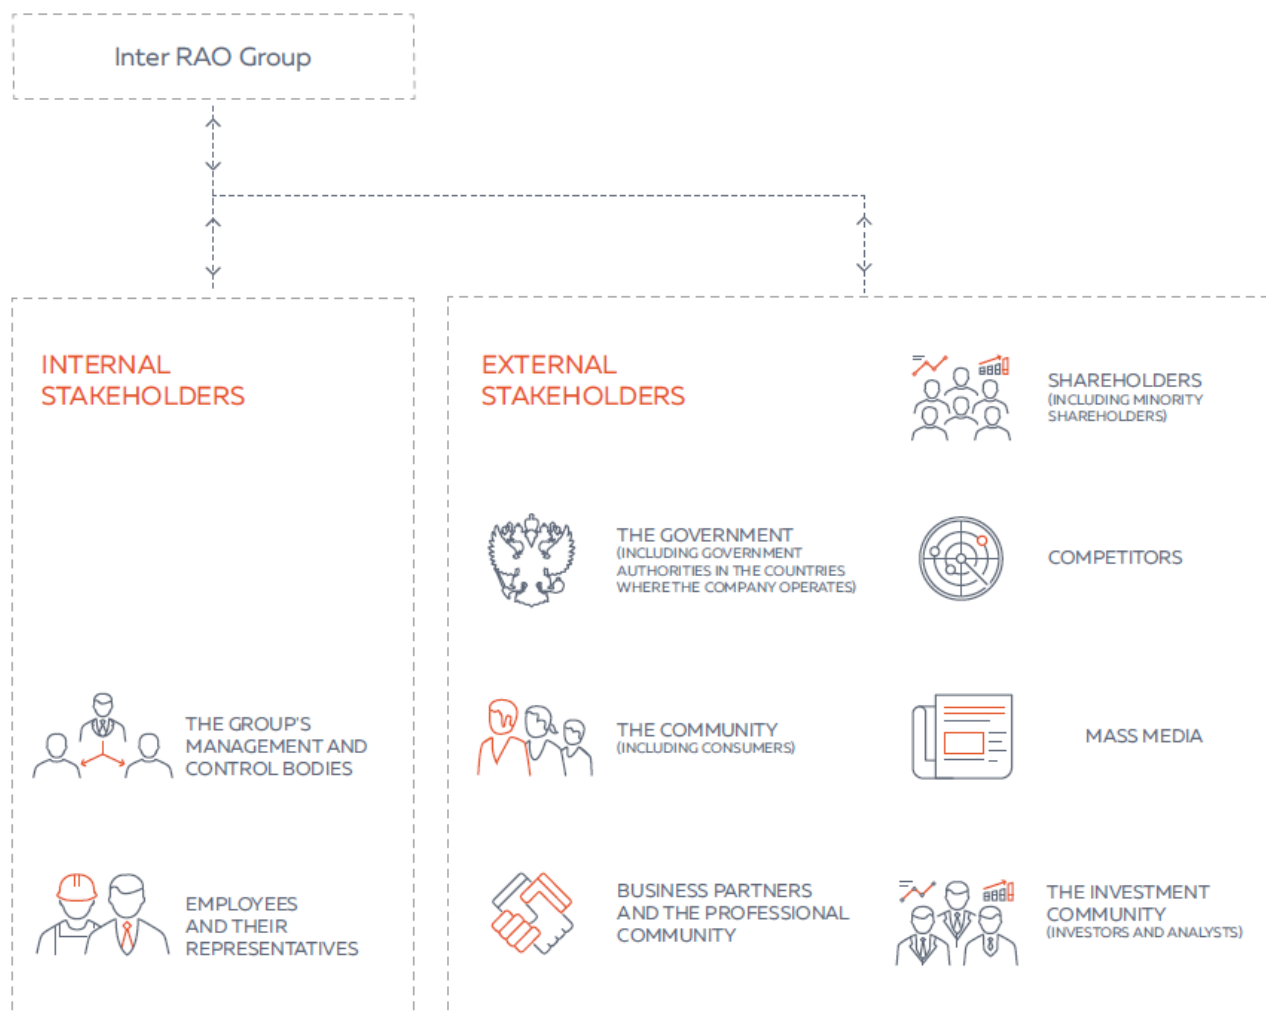 Inter RAO Group
INTERNAL
STAKEHOLDERS
THE GROUP'S
MANAGEMENT AND
CONTROL BODIES
EMPLOYEES
AND THEIR
REPRESENTATIVES
EXTERNAL
STAKEHOLDERS
THE GOVERNMENT
(INCLUDING GOVERNMENT
AUTHORITIES IN THE COUNTRIES
WHERE THE COMPANY OPERATES)
THE COMMUNITY
(INCLUDING CONSUMERS)
BUSINESS PARTNERS
AND THE PROFESSIONAL
COMMUNITY
SHAREHOLDERS
(INCLUDING MINORITY
SHAREHOLDERS)
COMPETITORS
MASS MEDIA
THE INVESTMENT
COMMUNITY
(INVESTORS AND ANALYSTS)